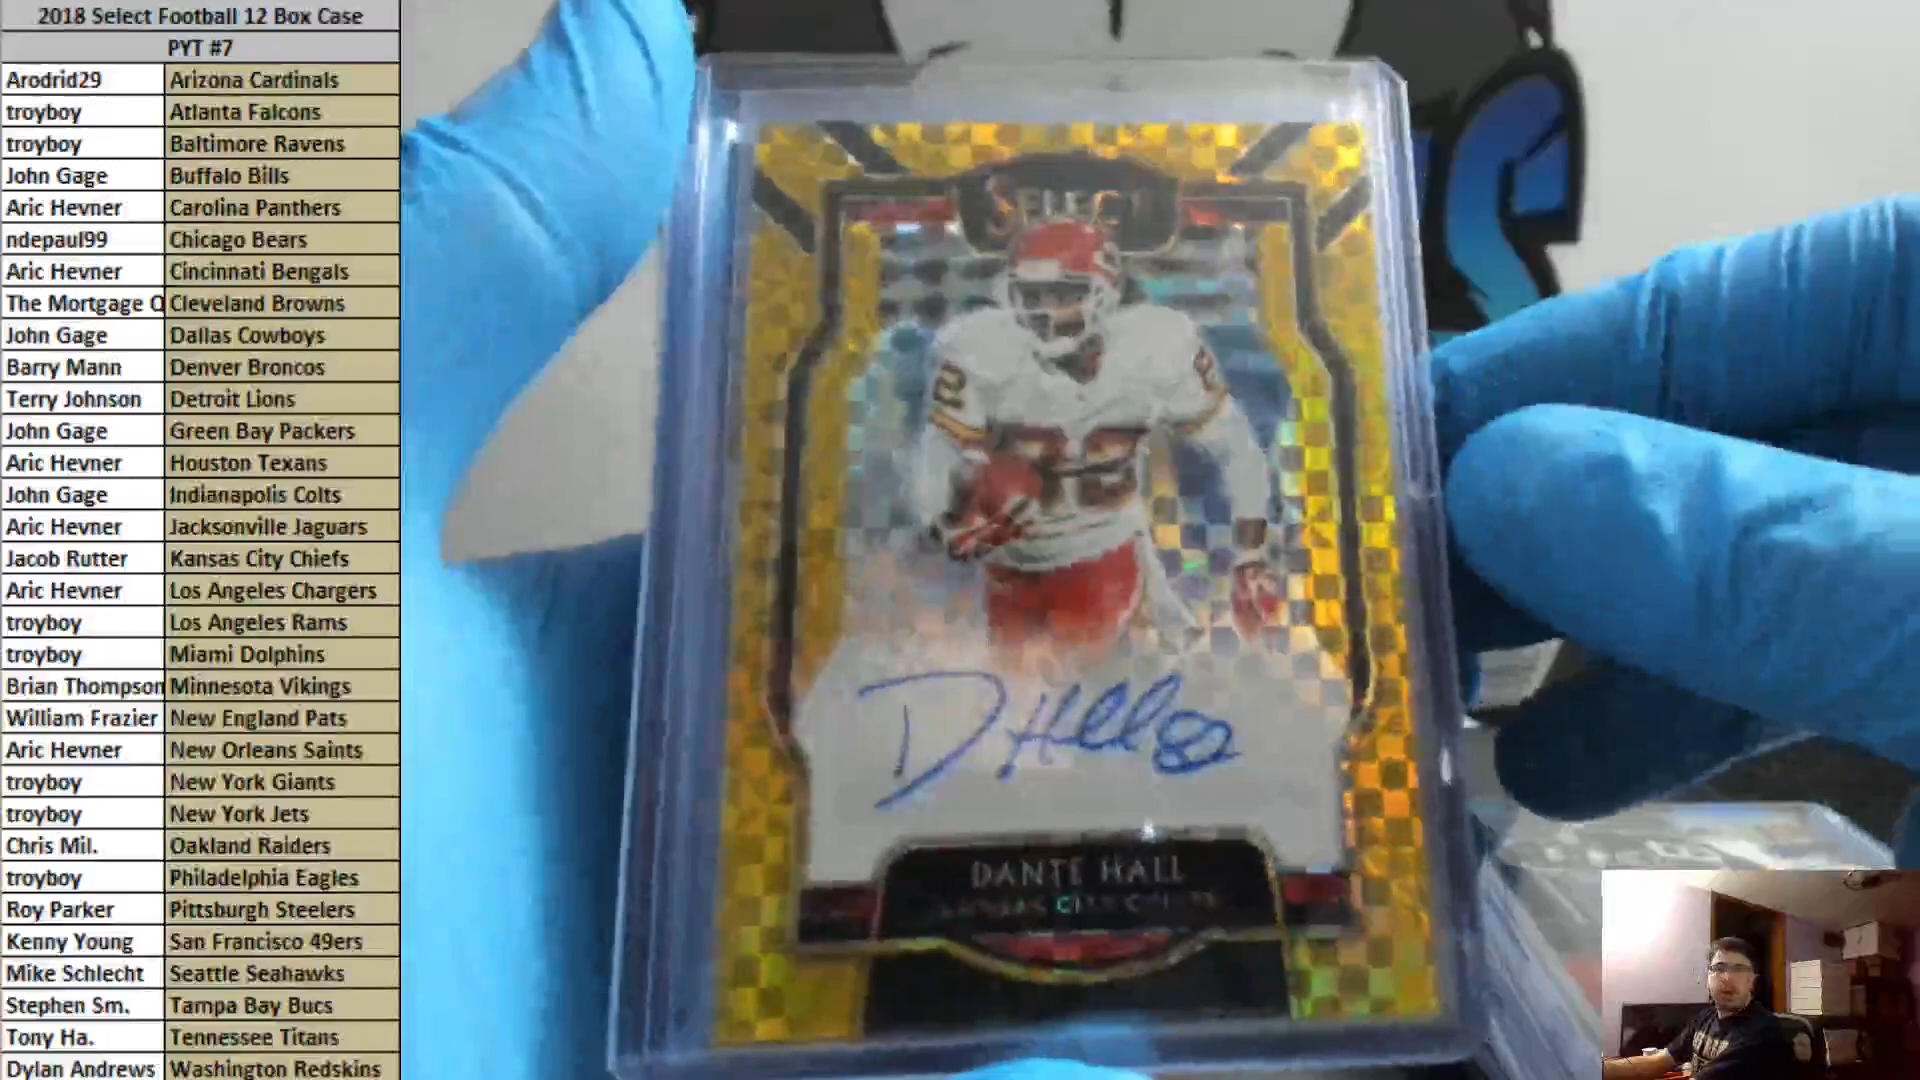 2018 Select Football 12 Box Case
PYT #7
Arodrid29 Arizona Cardinals
troyboy Atlanta Falcons
troyboy Baltimore Ravens
John Gage Buffalo Bills
Aric Hevner Carolina Panthers
ndepaul99 Chicago Bears
Aric Hevner Cincinnati Bengals
The Mortgage Cleveland Browns
John Gage Dallas Cowboys
Barry Mann Denver Broncos
Terry Johnson Detroit Lions
John Gage Green Bay Packers
Aric Hevner Houston Texans
John Gage Indianapolis Colts
Aric Hevner Jacksonville Jaguars
Jacob Rutter Kansas City Chiefs
Aric Hevner Los Angeles Chargers
troyboy Los Angeles Rams
troyboy Miami Dolphins
Brian Thompson Minnesota Vikings
William Frazier New England Pats
Aric Hevner New Orleans Saints
troyboy New York Giants
troyboy New York Jets
Chris Mil. Oakland Raiders
troyboy Philadelphia Eagles
Roy Parker Pittsburgh Steelers
Kenny Young San Francisco 49ers
Mike Schlecht Seattle Seahawks
Stephen Sm. Tampa Bay Bucs
Tony Ha. Tennessee Titans
Dylan Andrews Washington Redskins
SELECT
82
D Hall 82
DANTE HALL
KANSAS CITY CHIEFS